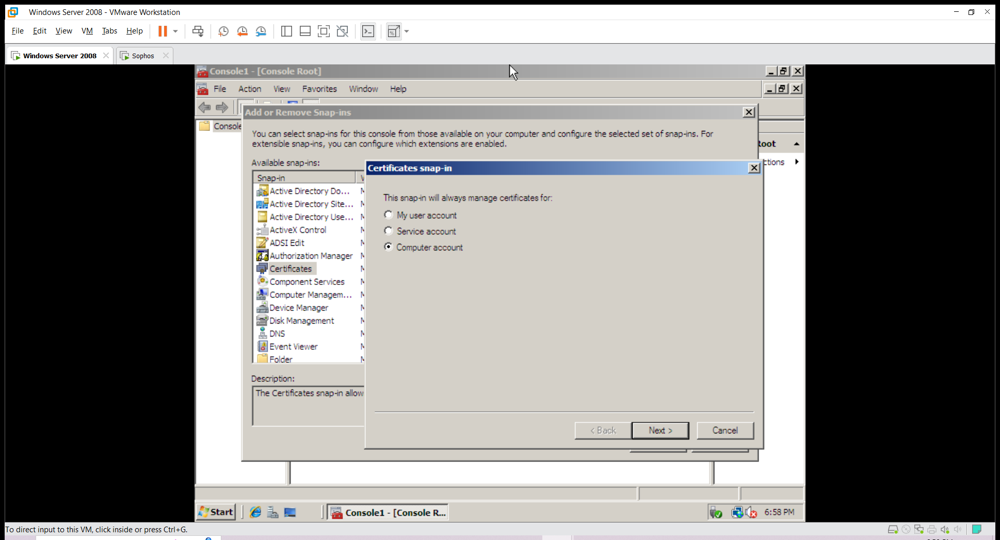 Windows Server 2008 - VMware Workstation
File Edit View VM Tabs Help
Windows Server 2008 Sophos
Console1 - [Console Root]
File Action View Favorites Window Help
Add or Remove Snap-ins
Console
You can select snap-ins for this console from those available on your computer and configure the selected set of snap-ins. For
extensible snap-ins, you can configure which extensions are enabled.
Root
Available snap-ins:
ctions
Certificates snap-in
Snap-in
This snap-in will always manage certificates for:
My user account
Service account
Computer account
Active Directory Do...
Active Directory Site...
Active Directory Use...
ActiveX Control
ADSI Edit
Authorization Manager
Certificates
Component Services
Computer Managem...
Device Manager
Disk Management
DNS
Event Viewer
Folder
Description:
The Certificates snap-in allow
< Back Next > Cancel
Start Console1 - [Console R... 6:58 PM
To direct input to this VM, click inside or press Ctrl+G.